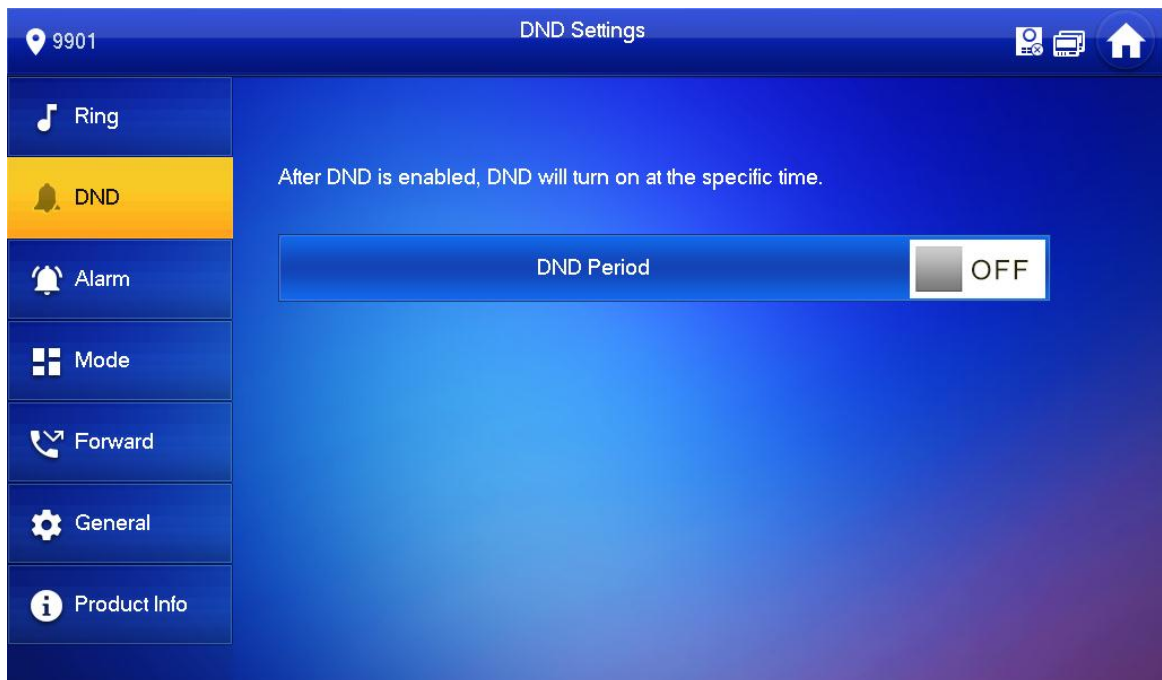 9901
DND Settings
Ring
DND
After DND is enabled, DND will turn on at the specific time.
DND Period
OFF
Alarm
Mode
Forward
General
Product Info